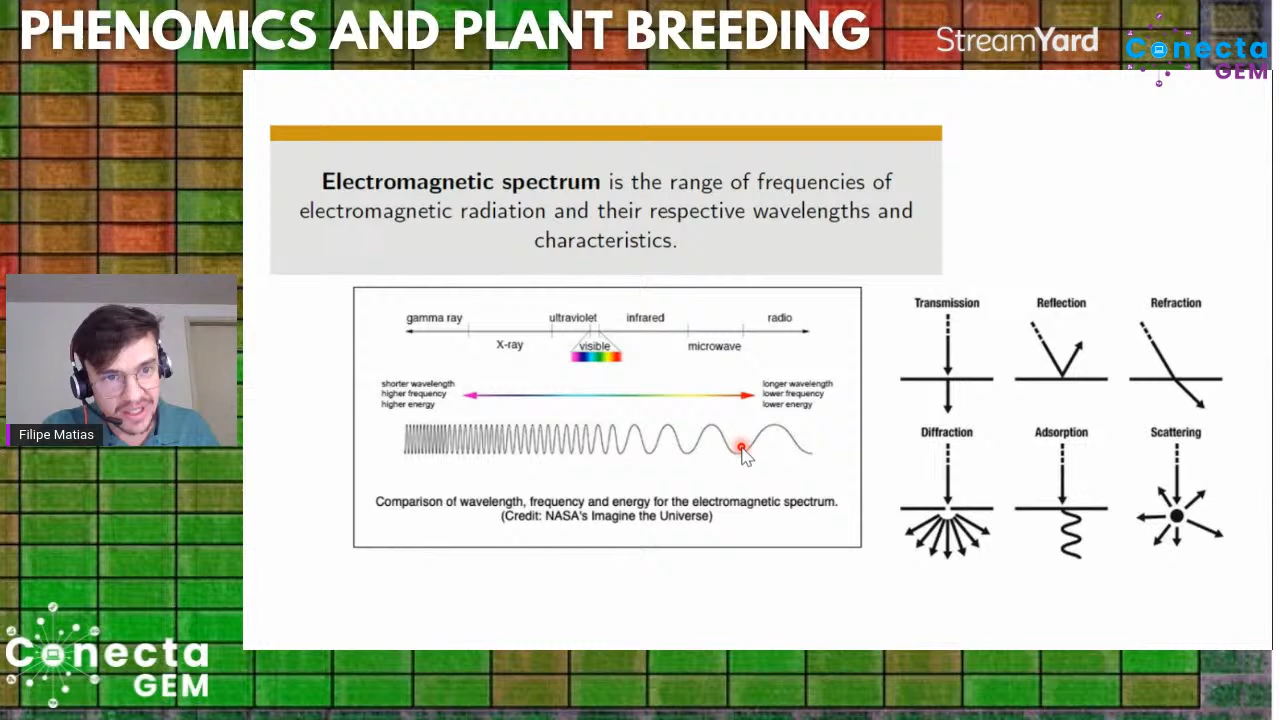 PHENOMICS AND PLANT BREEDING
StreamYard
Conecta
GEM
Electromagnetic spectrum is the range of frequencies of
electromagnetic radiation and their respective wavelengths and
characteristics.
gamma ray
ultraviolet
infrared
radio
X-ray
visible
microwave
shorter wavelength
higher frequency
higher energy
longer wavelength
lower frequency
lower energy
Comparison of wavelength, frequency and energy for the electromagnetic spectrum.
(Credit: NASA's Imagine the Universe)
Transmission
Reflection
Refraction
Diffraction
Adsorption
Scattering
Filipe Matias
Conecta
GEM